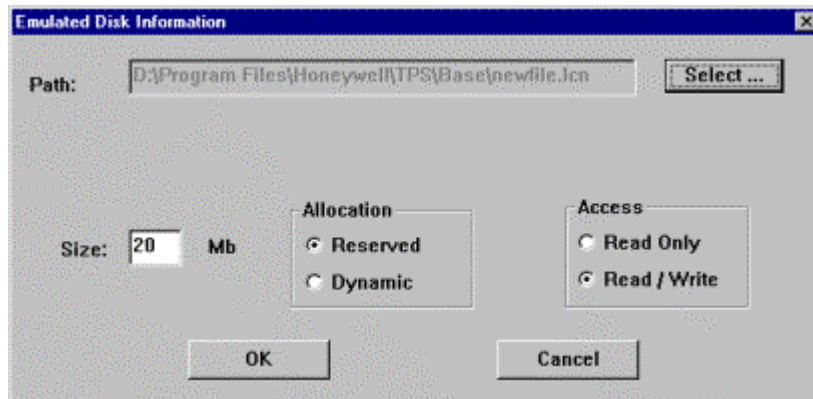 Emulated Disk Information
Path: D:\Program Files\Honeywell\TPS\Base\newfile.lcn Select ...
Allocation Access
Size: 20 Mb Reserved Read Only
Dynamic Read / Write
OK Cancel